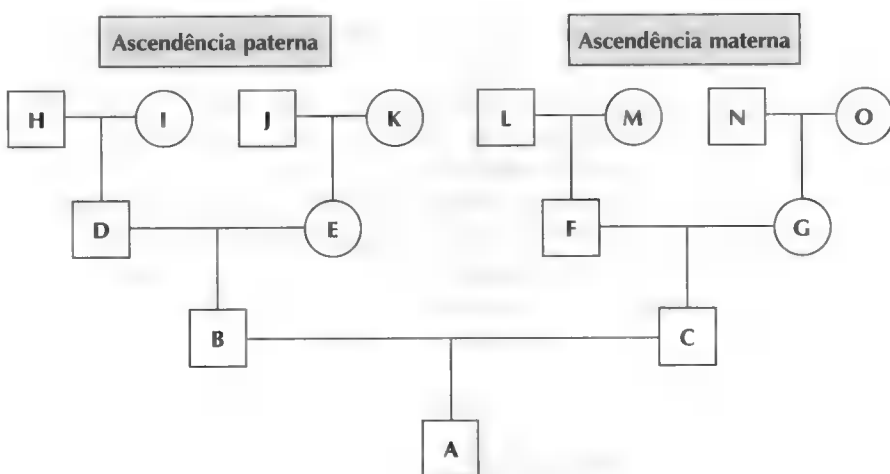 Ascendência paterna Ascendência materna
H I J K L M N O
D E F G
B C
A